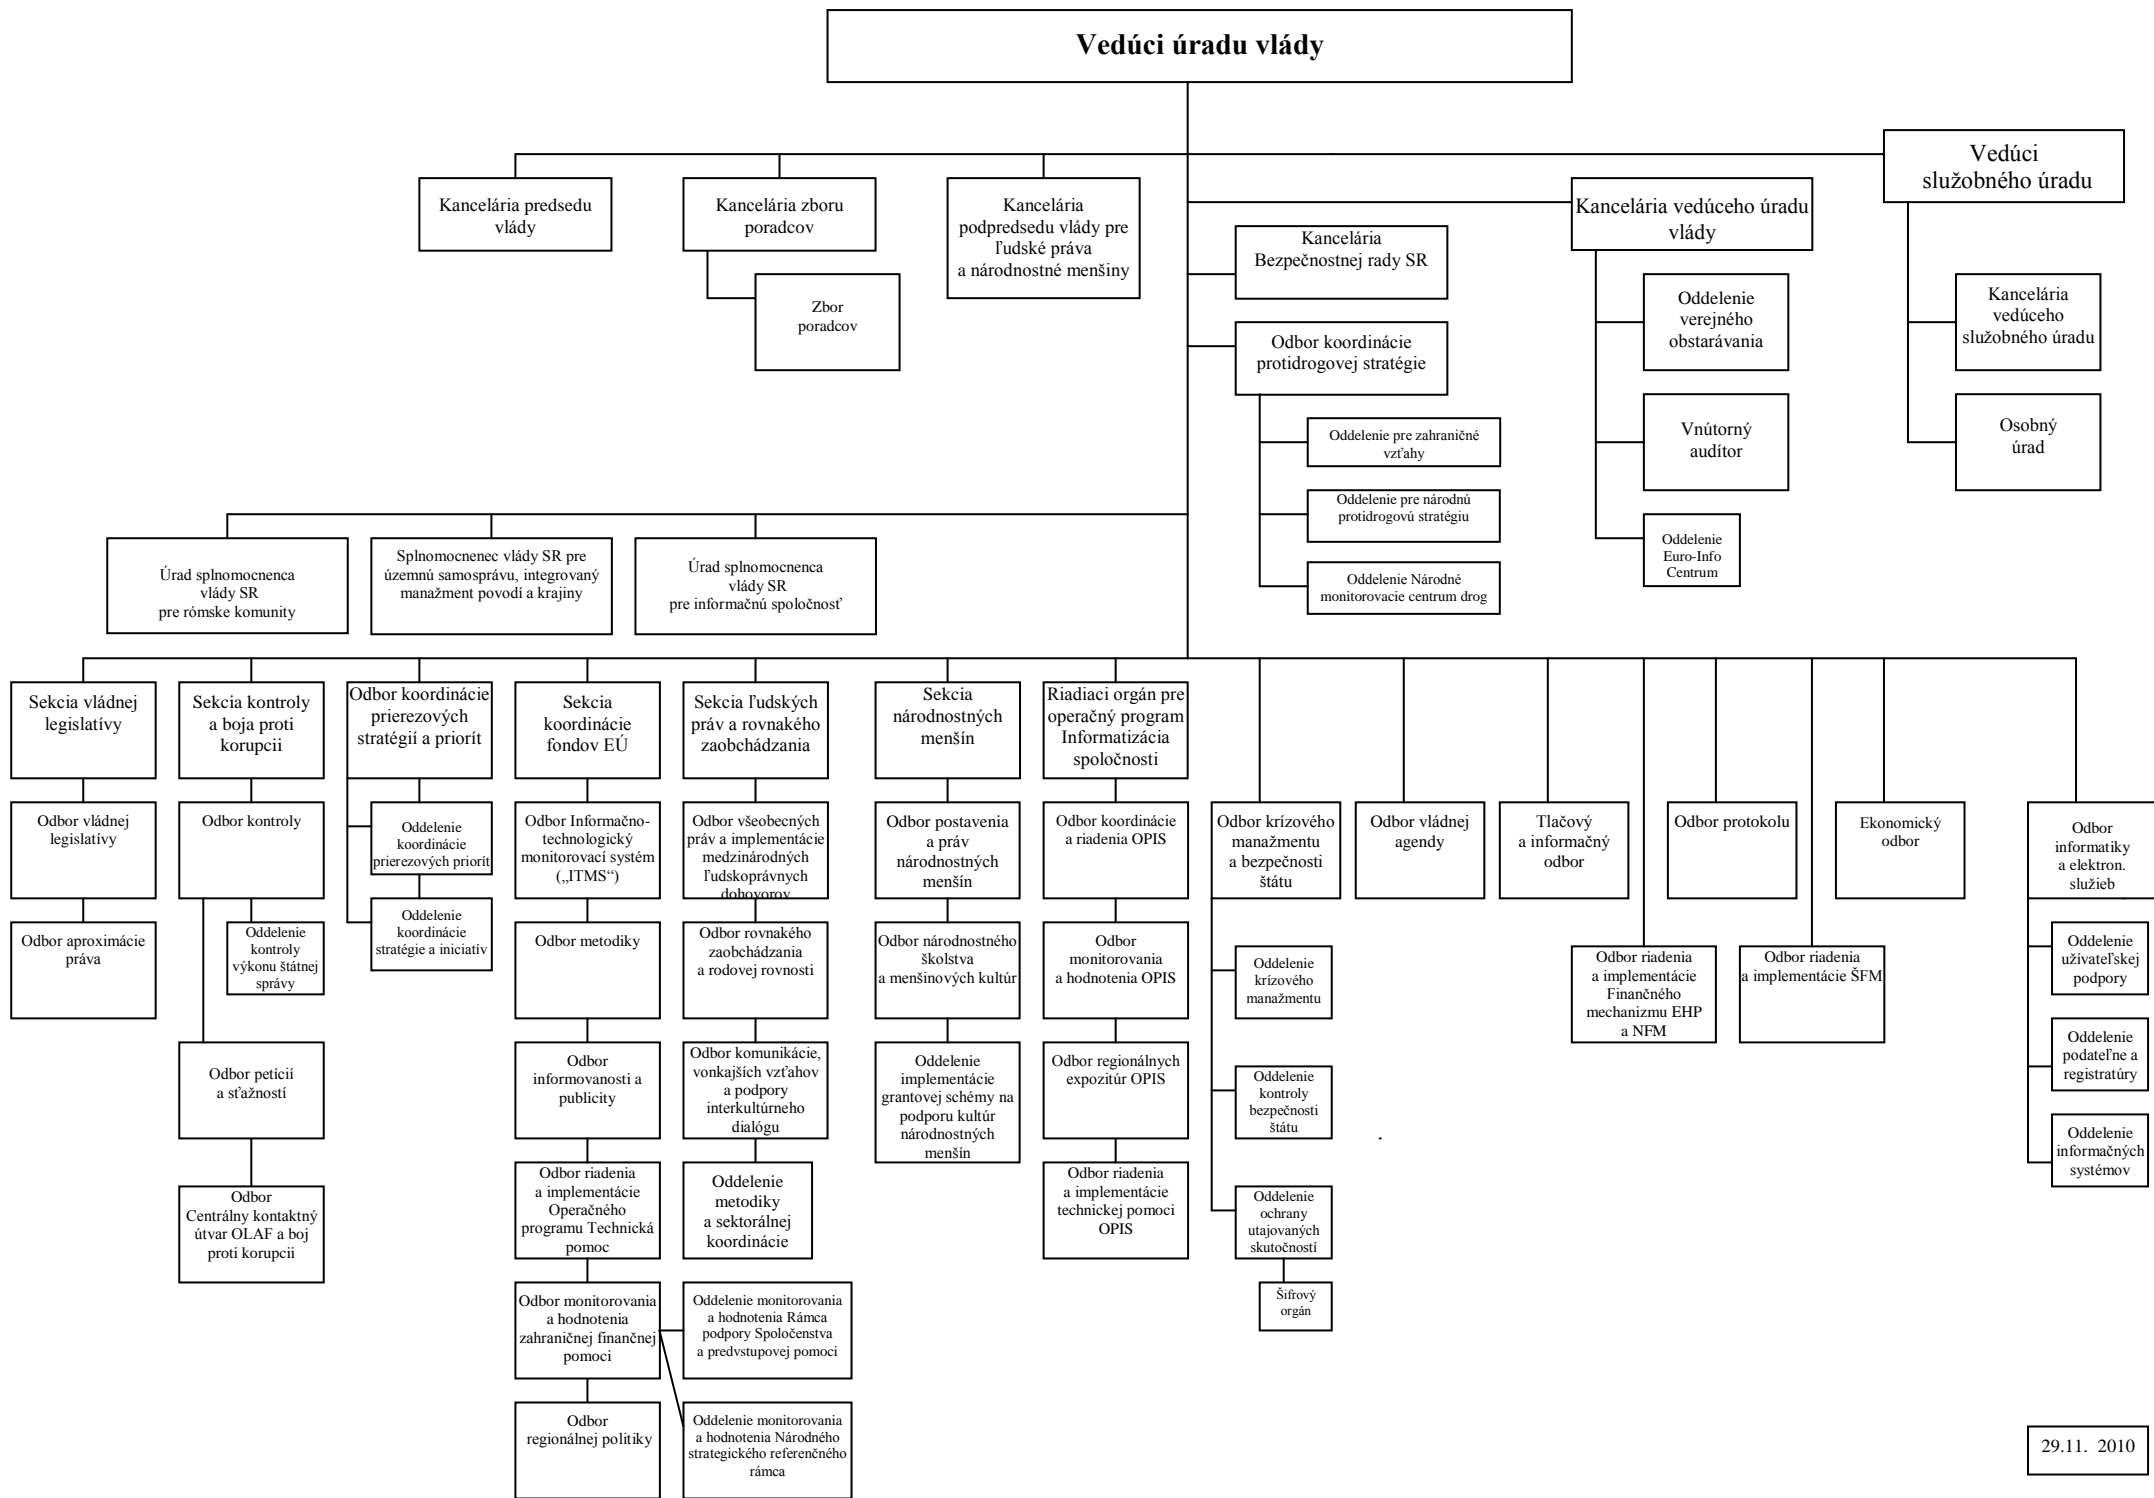 Vedúci úradu vlády
Vedúci
služobného úradu
Kancelária predsedu
vlády
Kancelária zboru
poradcov
Kancelária
podpredsedu vlády pre
ľudské práva
a národnostné menšiny
Kancelária vedúceho úradu
vlády
Kancelária
Bezpečnostnej rady SR
Zbor
poradcov
Oddelenie
verejného
obstarávania
Kancelária
vedúceho
služobného úradu
Odbor koordinácie
protidrogovej stratégie
Vnútorný
audítor
Osobný
úrad
Oddelenie pre zahraničné
vzťahy
Oddelenie pre národnú
protidrogovú stratégiu
Oddelenie
Euro-Info
Centrum
Oddelenie Národné
monitorovacie centrum drog
Úrad splnomocnenca
vlády SR
pre rómske komunity
Splnomocnenec vlády SR pre
územnú samosprávu, integrovaný
manažment povodí a krajiny
Úrad splnomocnenca
vlády SR
pre informačnú spoločnosť
Sekcia vládnej
legislatívy
Sekcia kontroly
a boja proti
korupcii
Odbor koordinácie
prierezových
stratégií a priorít
Sekcia
koordinácie
fondov EÚ
Sekcia ľudských
práv a rovnakého
zaobchádzania
Sekcia
národnostných
menšín
Riadiaci orgán pre
operačný program
Informatizácia
spoločnosti
Odbor vládnej
legislatívy
Odbor kontroly
Oddelenie
koordinácie
prierezových priorít
Odbor Informačno-
technologický
monitorovací systém
(„ITMS“)
Odbor všeobecných
práv a implementácie
medzinárodných
ľudskoprávnych
dohovorov
Odbor postavenia
a práv
národnostných
menšín
Odbor koordinácie
a riadenia OPIS
Odbor krízového
manažmentu
a bezpečnosti
štátu
Odbor vládnej
agendy
Tlačový
a informačný
odbor
Odbor protokolu
Ekonomický
odbor
Odbor
informatiky
a elektron.
služieb
Odbor aproximácie
práva
Oddelenie
kontroly
výkonu štátnej
správy
Oddelenie
koordinácie
stratégie a iniciatív
Odbor metodiky
Odbor rovnakého
zaobchádzania
a rodovej rovnosti
Odbor národnostného
školstva
a menšinových kultúr
Odbor
monitorovania
a hodnotenia OPIS
Oddelenie
krízového
manažmentu
Odbor riadenia
a implementácie
Finančného
mechanizmu EHP
a NFM
Odbor riadenia
a implementácie ŠFM
Oddelenie
užívateľskej
podpory
Odbor petícií
a sťažností
Odbor
informovanosti a
publicity
Odbor komunikácie,
vonkajších vzťahov
a podpory
interkultúrneho
dialógu
Oddelenie
implementácie
grantovej schémy na
podporu kultúr
národnostných
menšín
Odbor regionálnych
expozitúr OPIS
Oddelenie
kontroly
bezpečnosti
štátu
Oddelenie
podateľne a
registratúry
Odbor
Centrálny kontaktný
útvar OLAF a boj
proti korupcii
Odbor riadenia
a implementácie
Operačného
programu Technická
pomoc
Oddelenie
metodiky
a sektorálnej
koordinácie
Odbor riadenia
a implementácie
technickej pomoci
OPIS
Oddelenie
ochrany
utajovaných
skutočností
Oddelenie
informačných
systémov
Odbor monitorovania
a hodnotenia
zahraničnej finančnej
pomoci
Oddelenie monitorovania
a hodnotenia Rámca
podpory Spoločenstva
a predvstupovej pomoci
Šifrový
orgán
Odbor
regionálnej politiky
Oddelenie monitorovania
a hodnotenia Národného
strategického referenčného
rámca
29.11. 2010